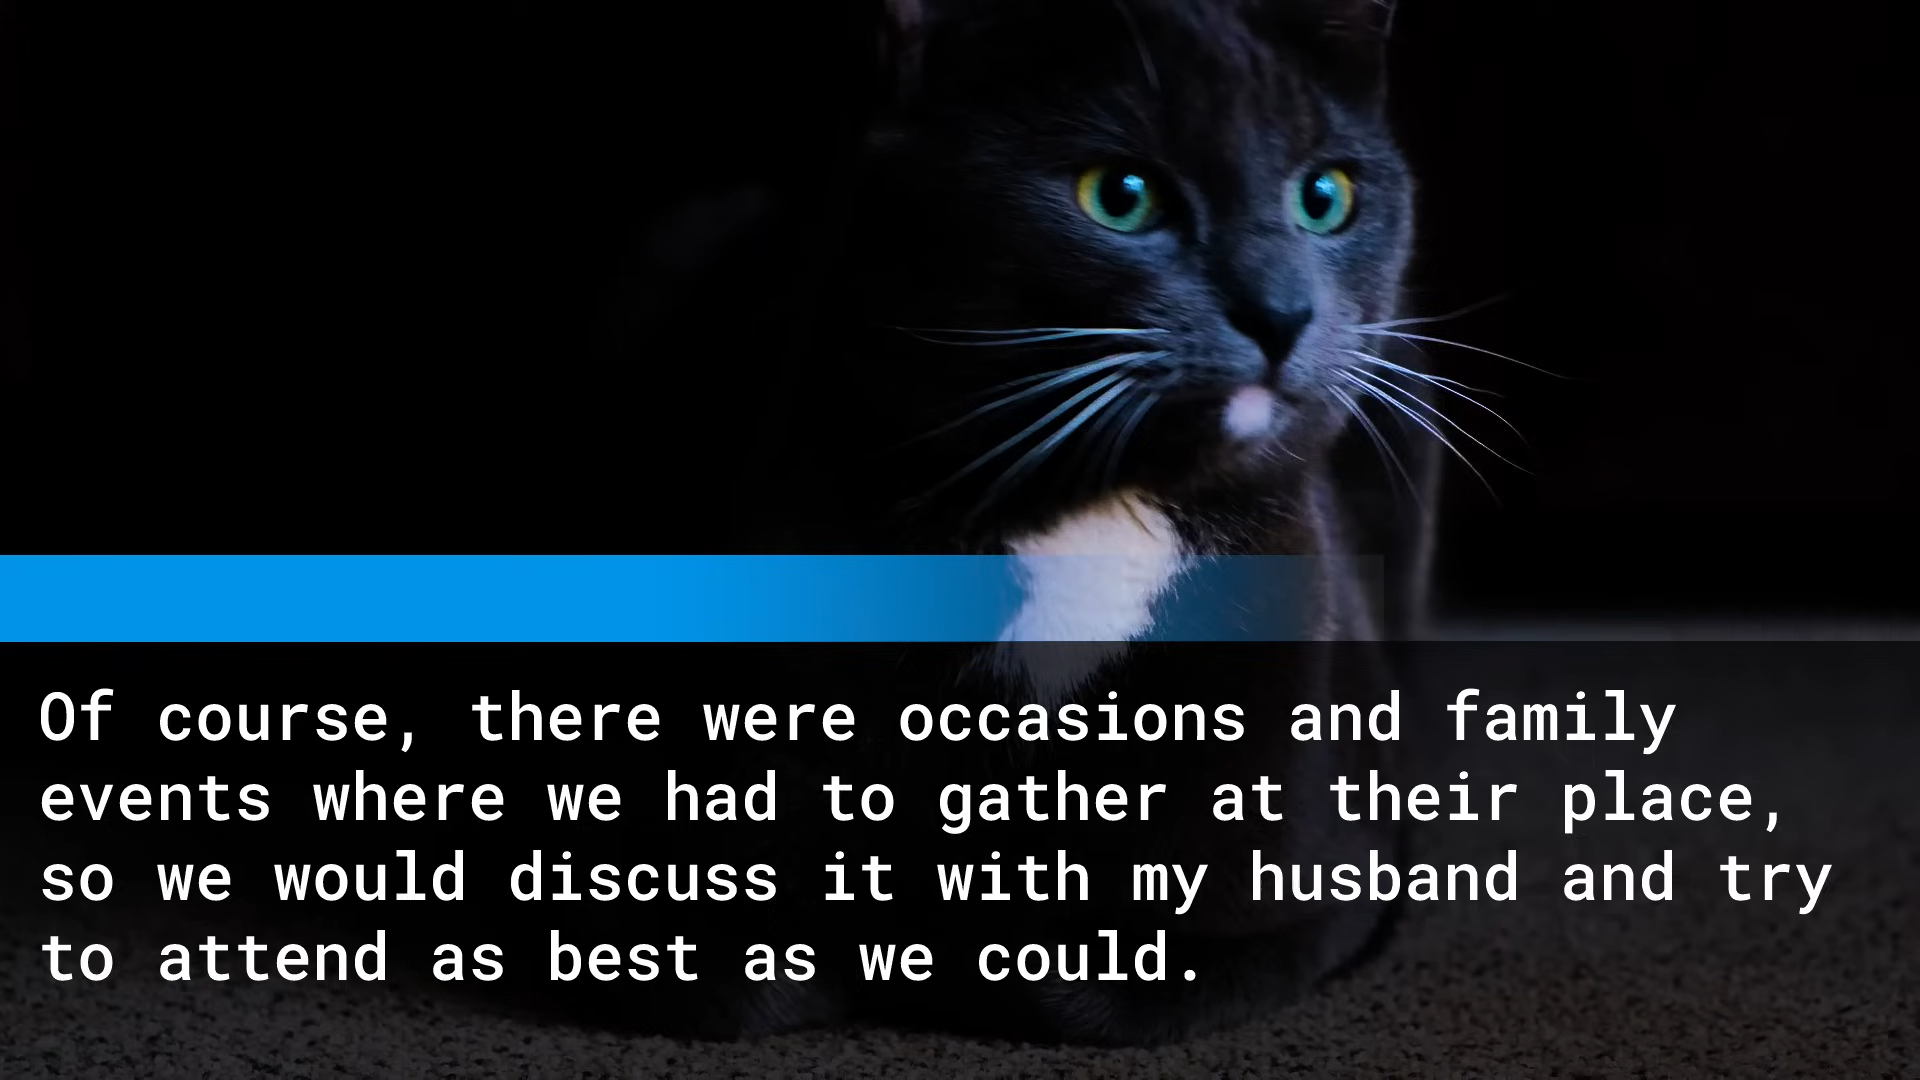 Of course, there were occasions and family
events where we had to gather at their place,
so we would discuss it with my husband and try
to attend as best as we could.